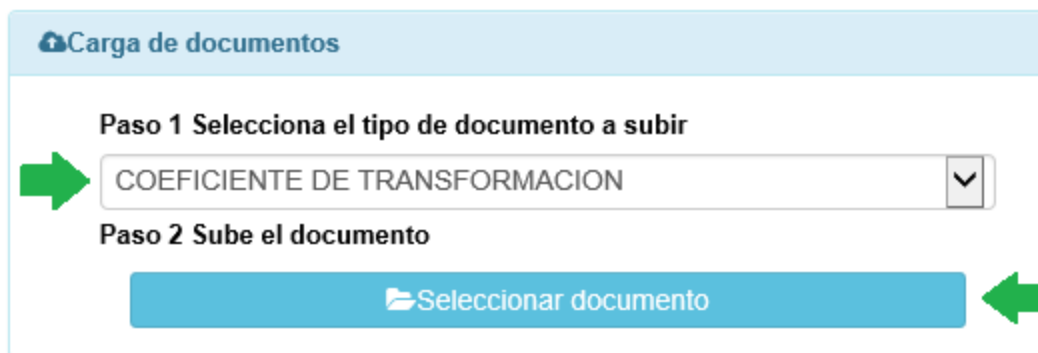 Carga de documentos
Paso 1 Selecciona el tipo de documento a subir
COEFICIENTE DE TRANSFORMACION
Paso 2 Sube el documento
Seleccionar documento